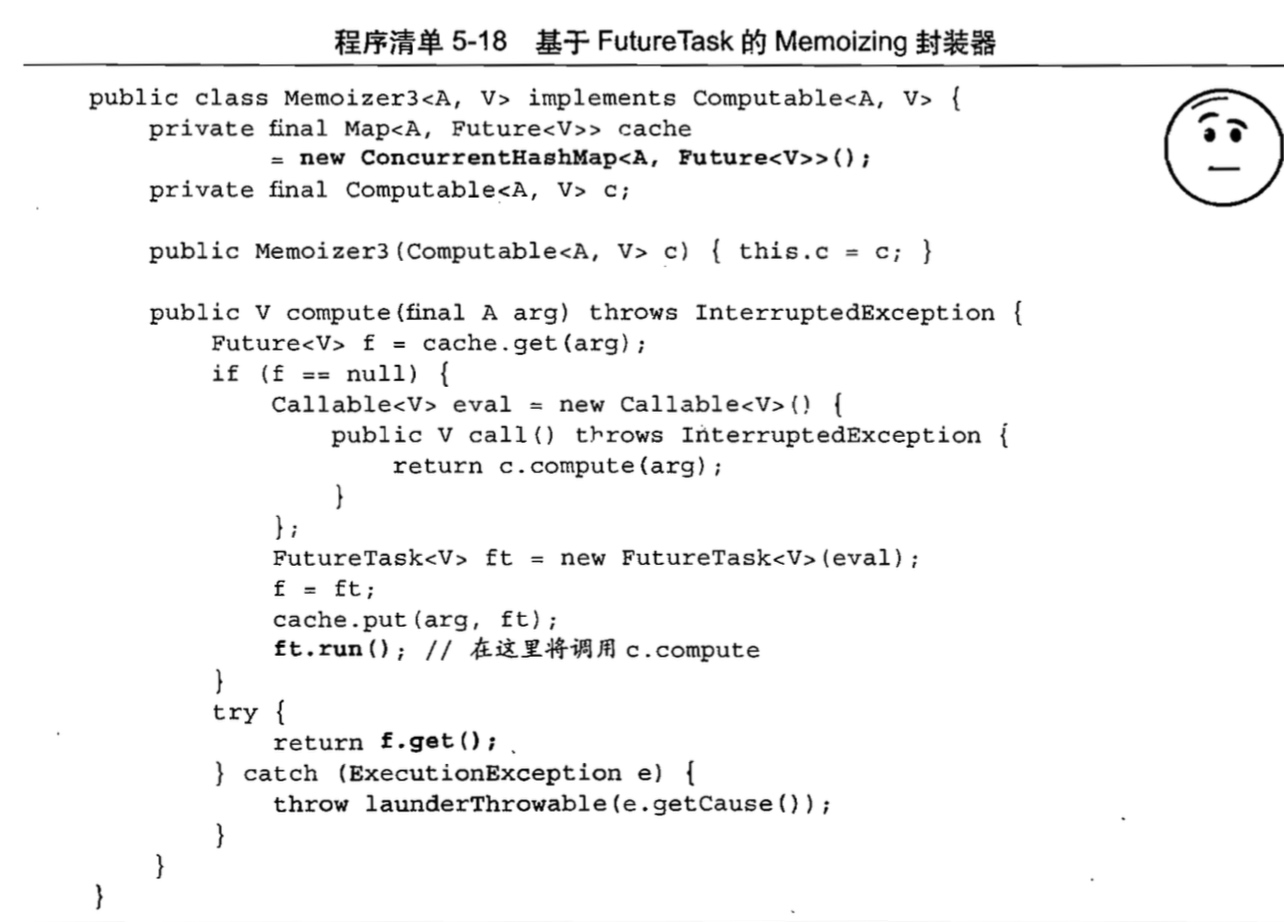 程序清单 5-18 基于 FutureTask 的 Memoizing 封装器
public class Memoizer3<A, V> implements Computable<A, V> {
    private final Map<A, Future<V>> cache
            = new ConcurrentHashMap<A, Future<V>>();
    private final Computable<A, V> c;

    public Memoizer3(Computable<A, V> c) { this.c = c; }

    public V compute(final A arg) throws InterruptedException {
        Future<V> f = cache.get(arg);
        if (f == null) {
            Callable<V> eval = new Callable<V>() {
                public V call() throws InterruptedException {
                    return c.compute(arg);
                }
            };
            FutureTask<V> ft = new FutureTask<V>(eval);
            f = ft;
            cache.put(arg, ft);
            ft.run(); // 在这里将调用 c.compute
        }
        try {
            return f.get();
        } catch (ExecutionException e) {
            throw launderThrowable(e.getCause());
        }
    }
}